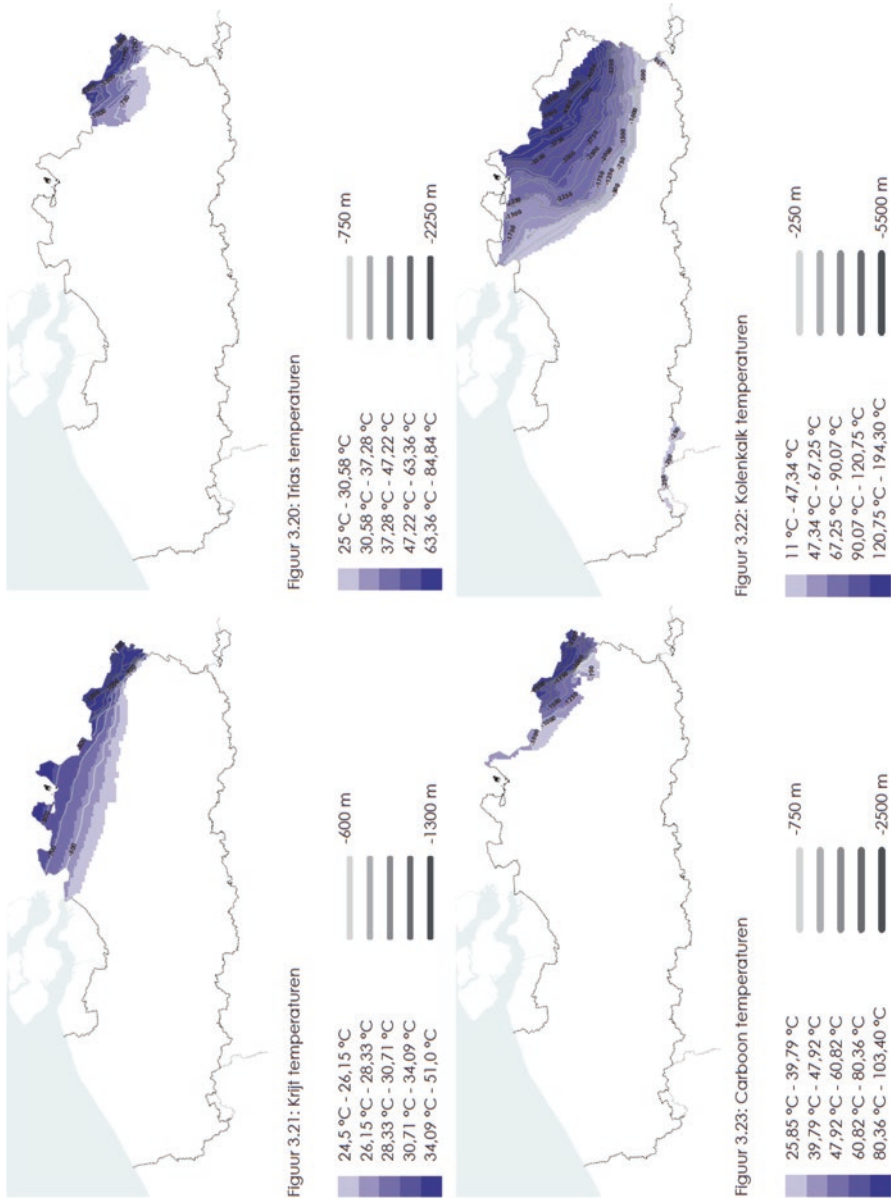 Figuur 3.21: Krijt temperaturen
24,5 °C - 26,15 °C
26,15 °C - 28,33 °C
28,33 °C - 30,71 °C
30,71 °C - 34,09 °C
34,09 °C - 51,0 °C
-600 m
-1300 m
Figuur 3.20: Trias temperaturen
25 °C - 30,58 °C
30,58 °C - 37,28 °C
37,28 °C - 47,22 °C
47,22 °C - 63,36 °C
63,36 °C - 84,84 °C
-750 m
-2250 m
Figuur 3.23: Carboon temperaturen
25,85 °C - 39,79 °C
39,79 °C - 47,92 °C
47,92 °C - 60,82 °C
60,82 °C - 80,36 °C
80,36 °C - 103,40 °C
-750 m
-2500 m
Figuur 3.22: Kolenkalk temperaturen
11 °C - 47,34 °C
47,34 °C - 67,25 °C
67,25 °C - 90,07 °C
90,07 °C - 120,75 °C
120,75 °C - 194,30 °C
-250 m
-5500 m